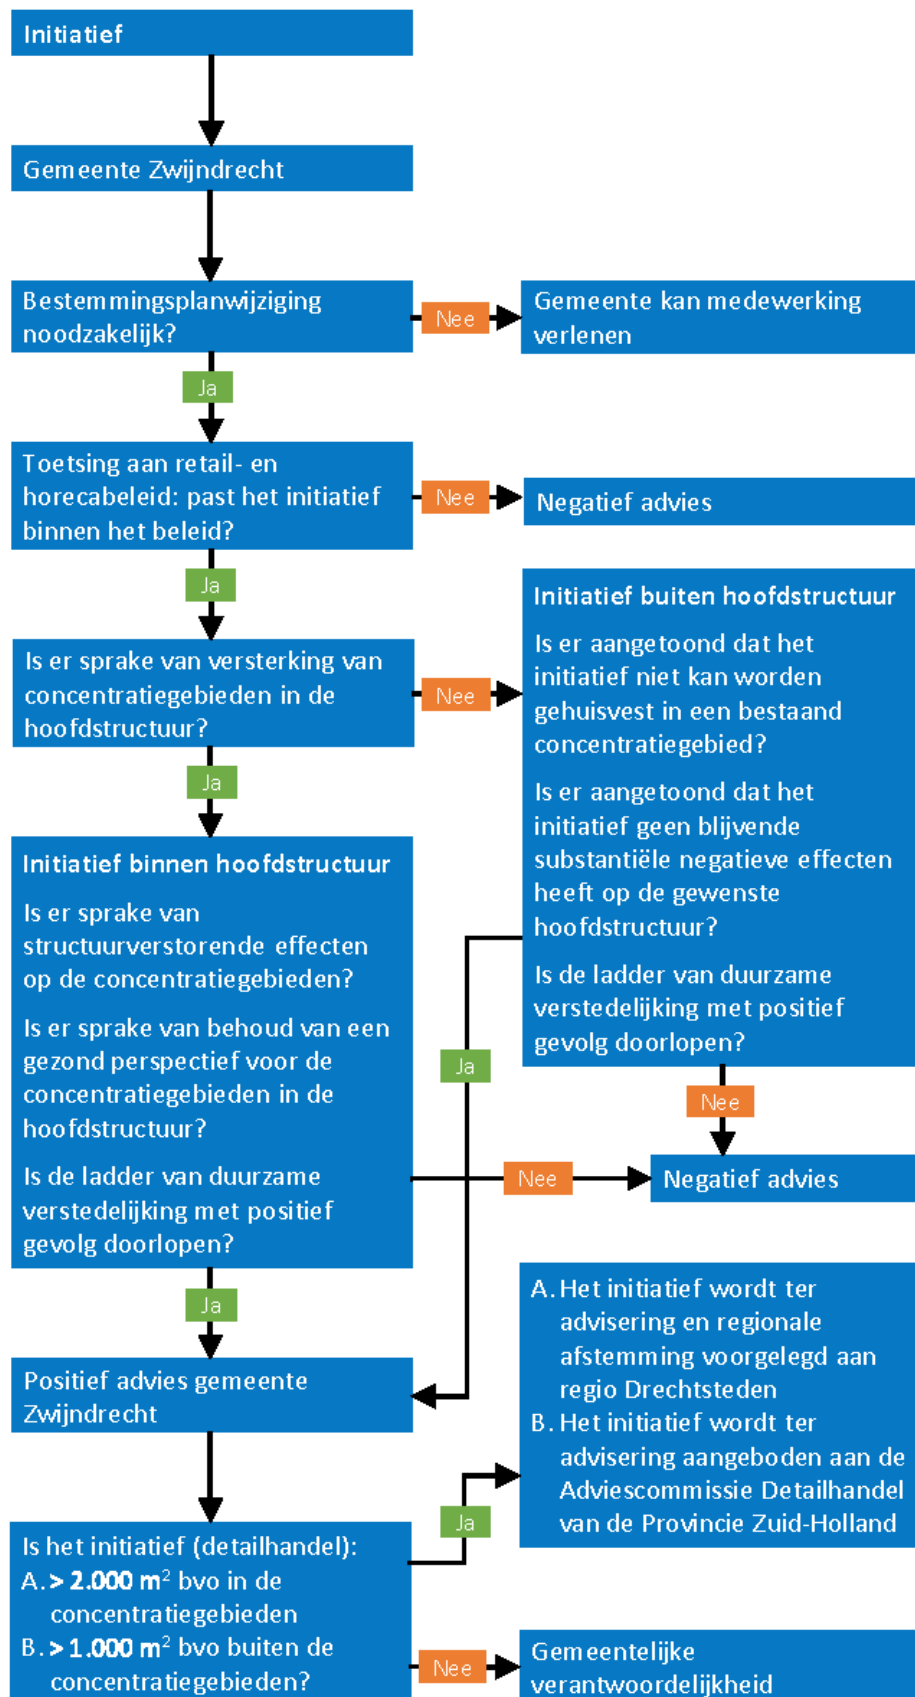 Initiatief
Gemeente Zwijndrecht
Bestemmingsplanwijziging
noodzakelijk?
Nee
Gemeente kan medewerking
verlenen
Ja
Toetsing aan retail- en
horecabeleid: past het initiatief
binnen het beleid?
Nee
Negatief advies
Ja
Is er sprake van versterking van
concentratiegebieden in de
hoofdstructuur?
Nee
Initiatief buiten hoofdstructuur
Is er aangetoond dat het
initiatief niet kan worden
gehuisvest in een bestaand
concentratiegebied?
Is er aangetoond dat het
initiatief geen blijvende
substantiële negatieve effecten
heeft op de gewenste
hoofdstructuur?
Is de ladder van duurzame
verstedelijking met positief
gevolg doorlopen?
Ja
Initiatief binnen hoofdstructuur
Is er sprake van
structuurverstorende effecten
op de concentratiegebieden?
Is er sprake van behoud van een
gezond perspectief voor de
concentratiegebieden in de
hoofdstructuur?
Is de ladder van duurzame
verstedelijking met positief
gevolg doorlopen?
Ja
Nee
Nee
Negatief advies
Ja
Positief advies gemeente
Zwijndrecht
A. Het initiatief wordt ter
advisering en regionale
afstemming voorgelegd aan
regio Drechtsteden
B. Het initiatief wordt ter
advisering aangeboden aan de
Adviescommissie Detailhandel
van de Provincie Zuid-Holland
Ja
Is het initiatief (detailhandel):
A. > 2.000 m² bvo in de
concentratiegebieden
B. > 1.000 m² bvo buiten de
concentratiegebieden?
Nee
Gemeentelijke
verantwoordelijkheid